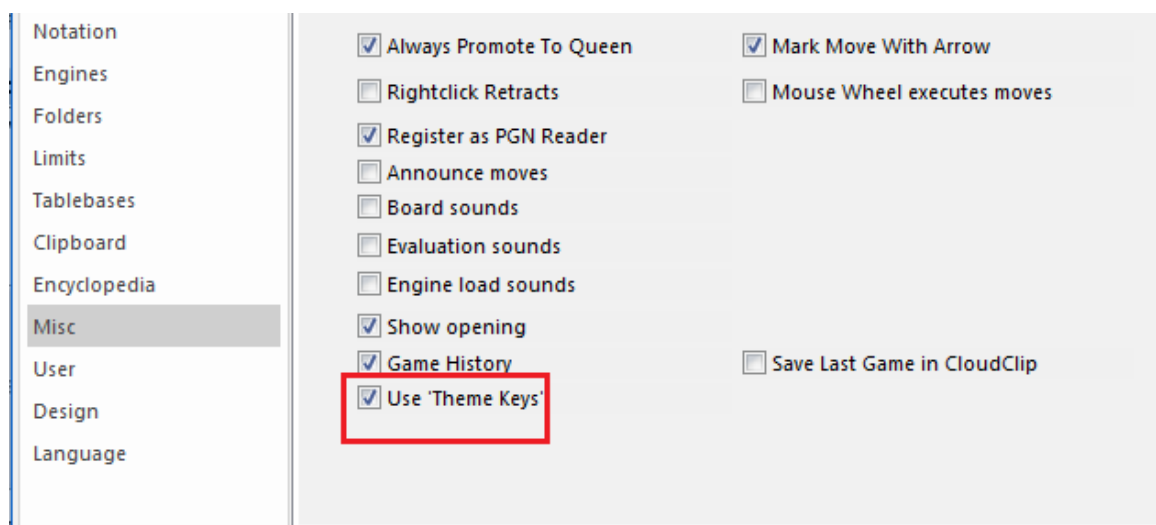 Notation
Engines
Folders
Limits
Tablebases
Clipboard
Encyclopedia
Misc
User
Design
Language
Always Promote To Queen
Mark Move With Arrow
Rightclick Retracts
Mouse Wheel executes moves
Register as PGN Reader
Announce moves
Board sounds
Evaluation sounds
Engine load sounds
Show opening
Game History
Save Last Game in CloudClip
Use 'Theme Keys'